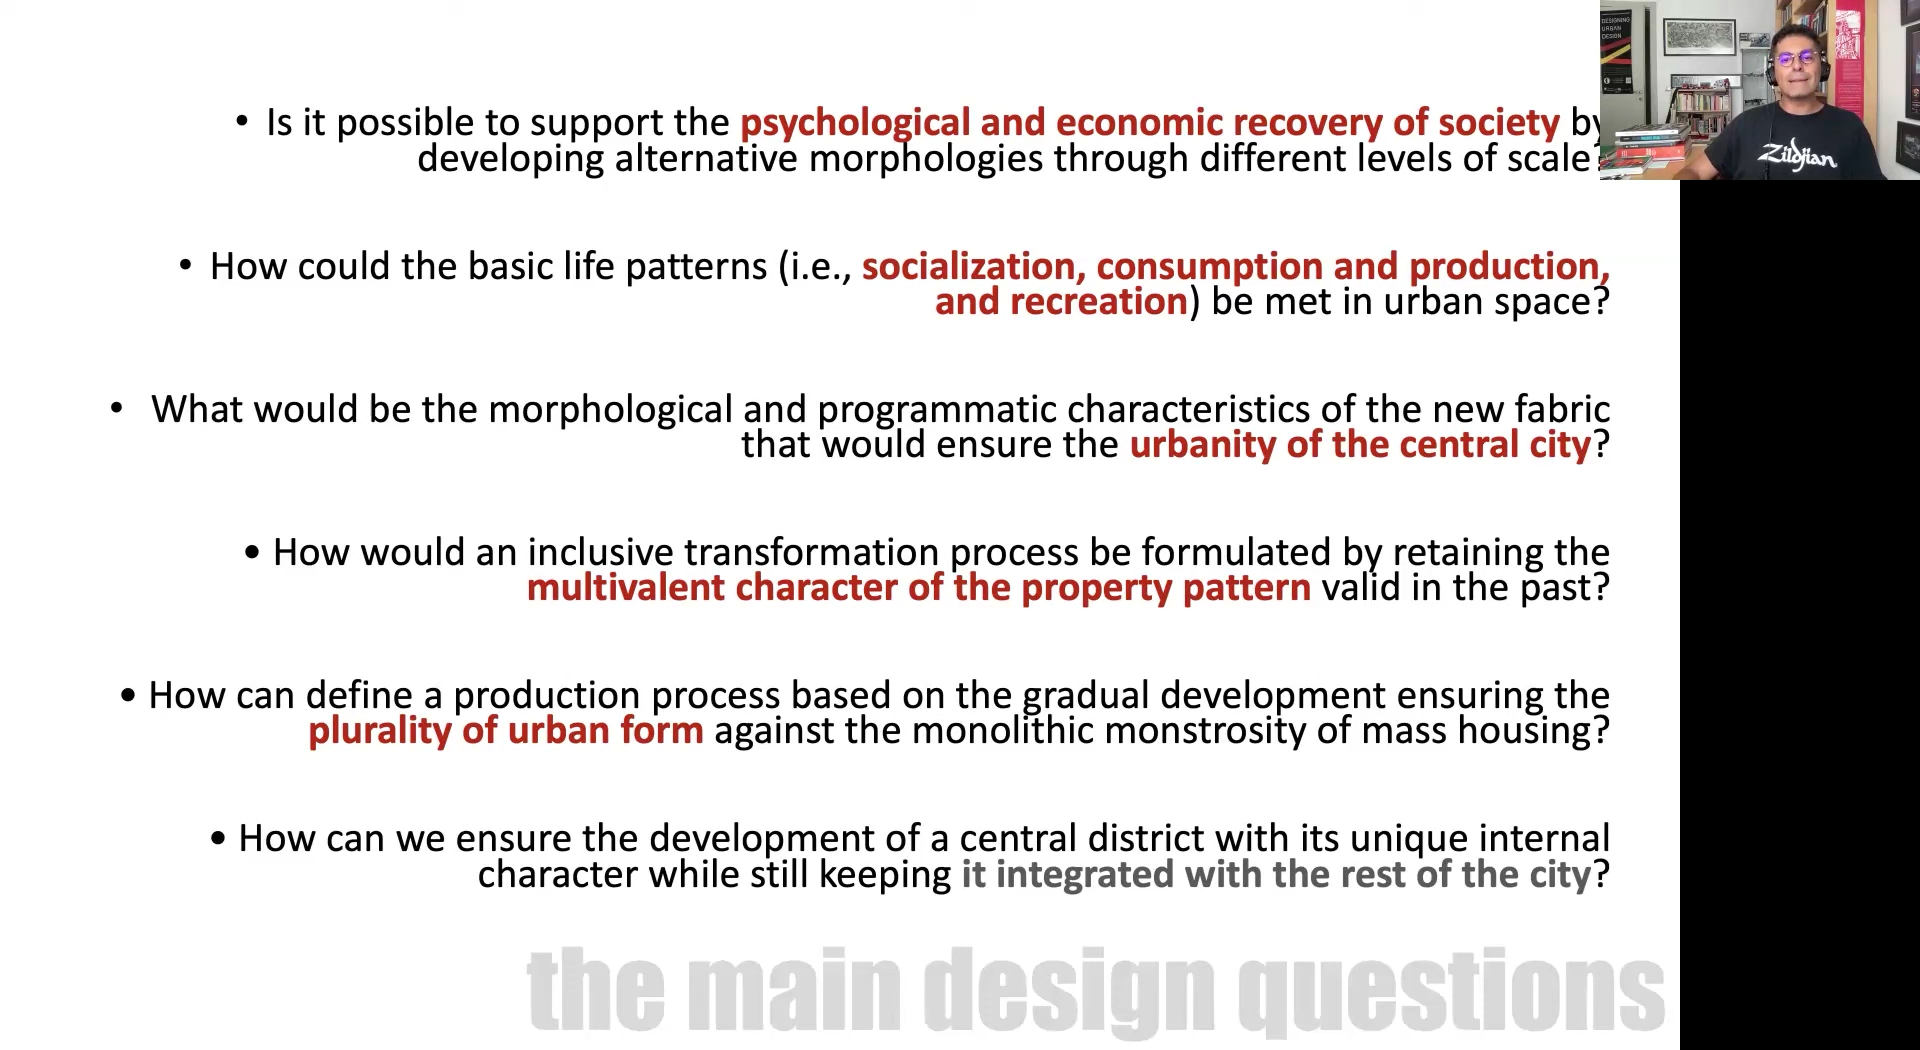 • Is it possible to support the psychological and economic recovery of society by
developing alternative morphologies through different levels of scale?
• How could the basic life patterns (i.e., socialization, consumption and production,
and recreation) be met in urban space?
• What would be the morphological and programmatic characteristics of the new fabric
that would ensure the urbanity of the central city?
• How would an inclusive transformation process be formulated by retaining the
multivalent character of the property pattern valid in the past?
• How can define a production process based on the gradual development ensuring the
plurality of urban form against the monolithic monstrosity of mass housing?
• How can we ensure the development of a central district with its unique internal
character while still keeping it integrated with the rest of the city?
the main design questions
DESIGNING
URBAN
DESIGN
Zildjian